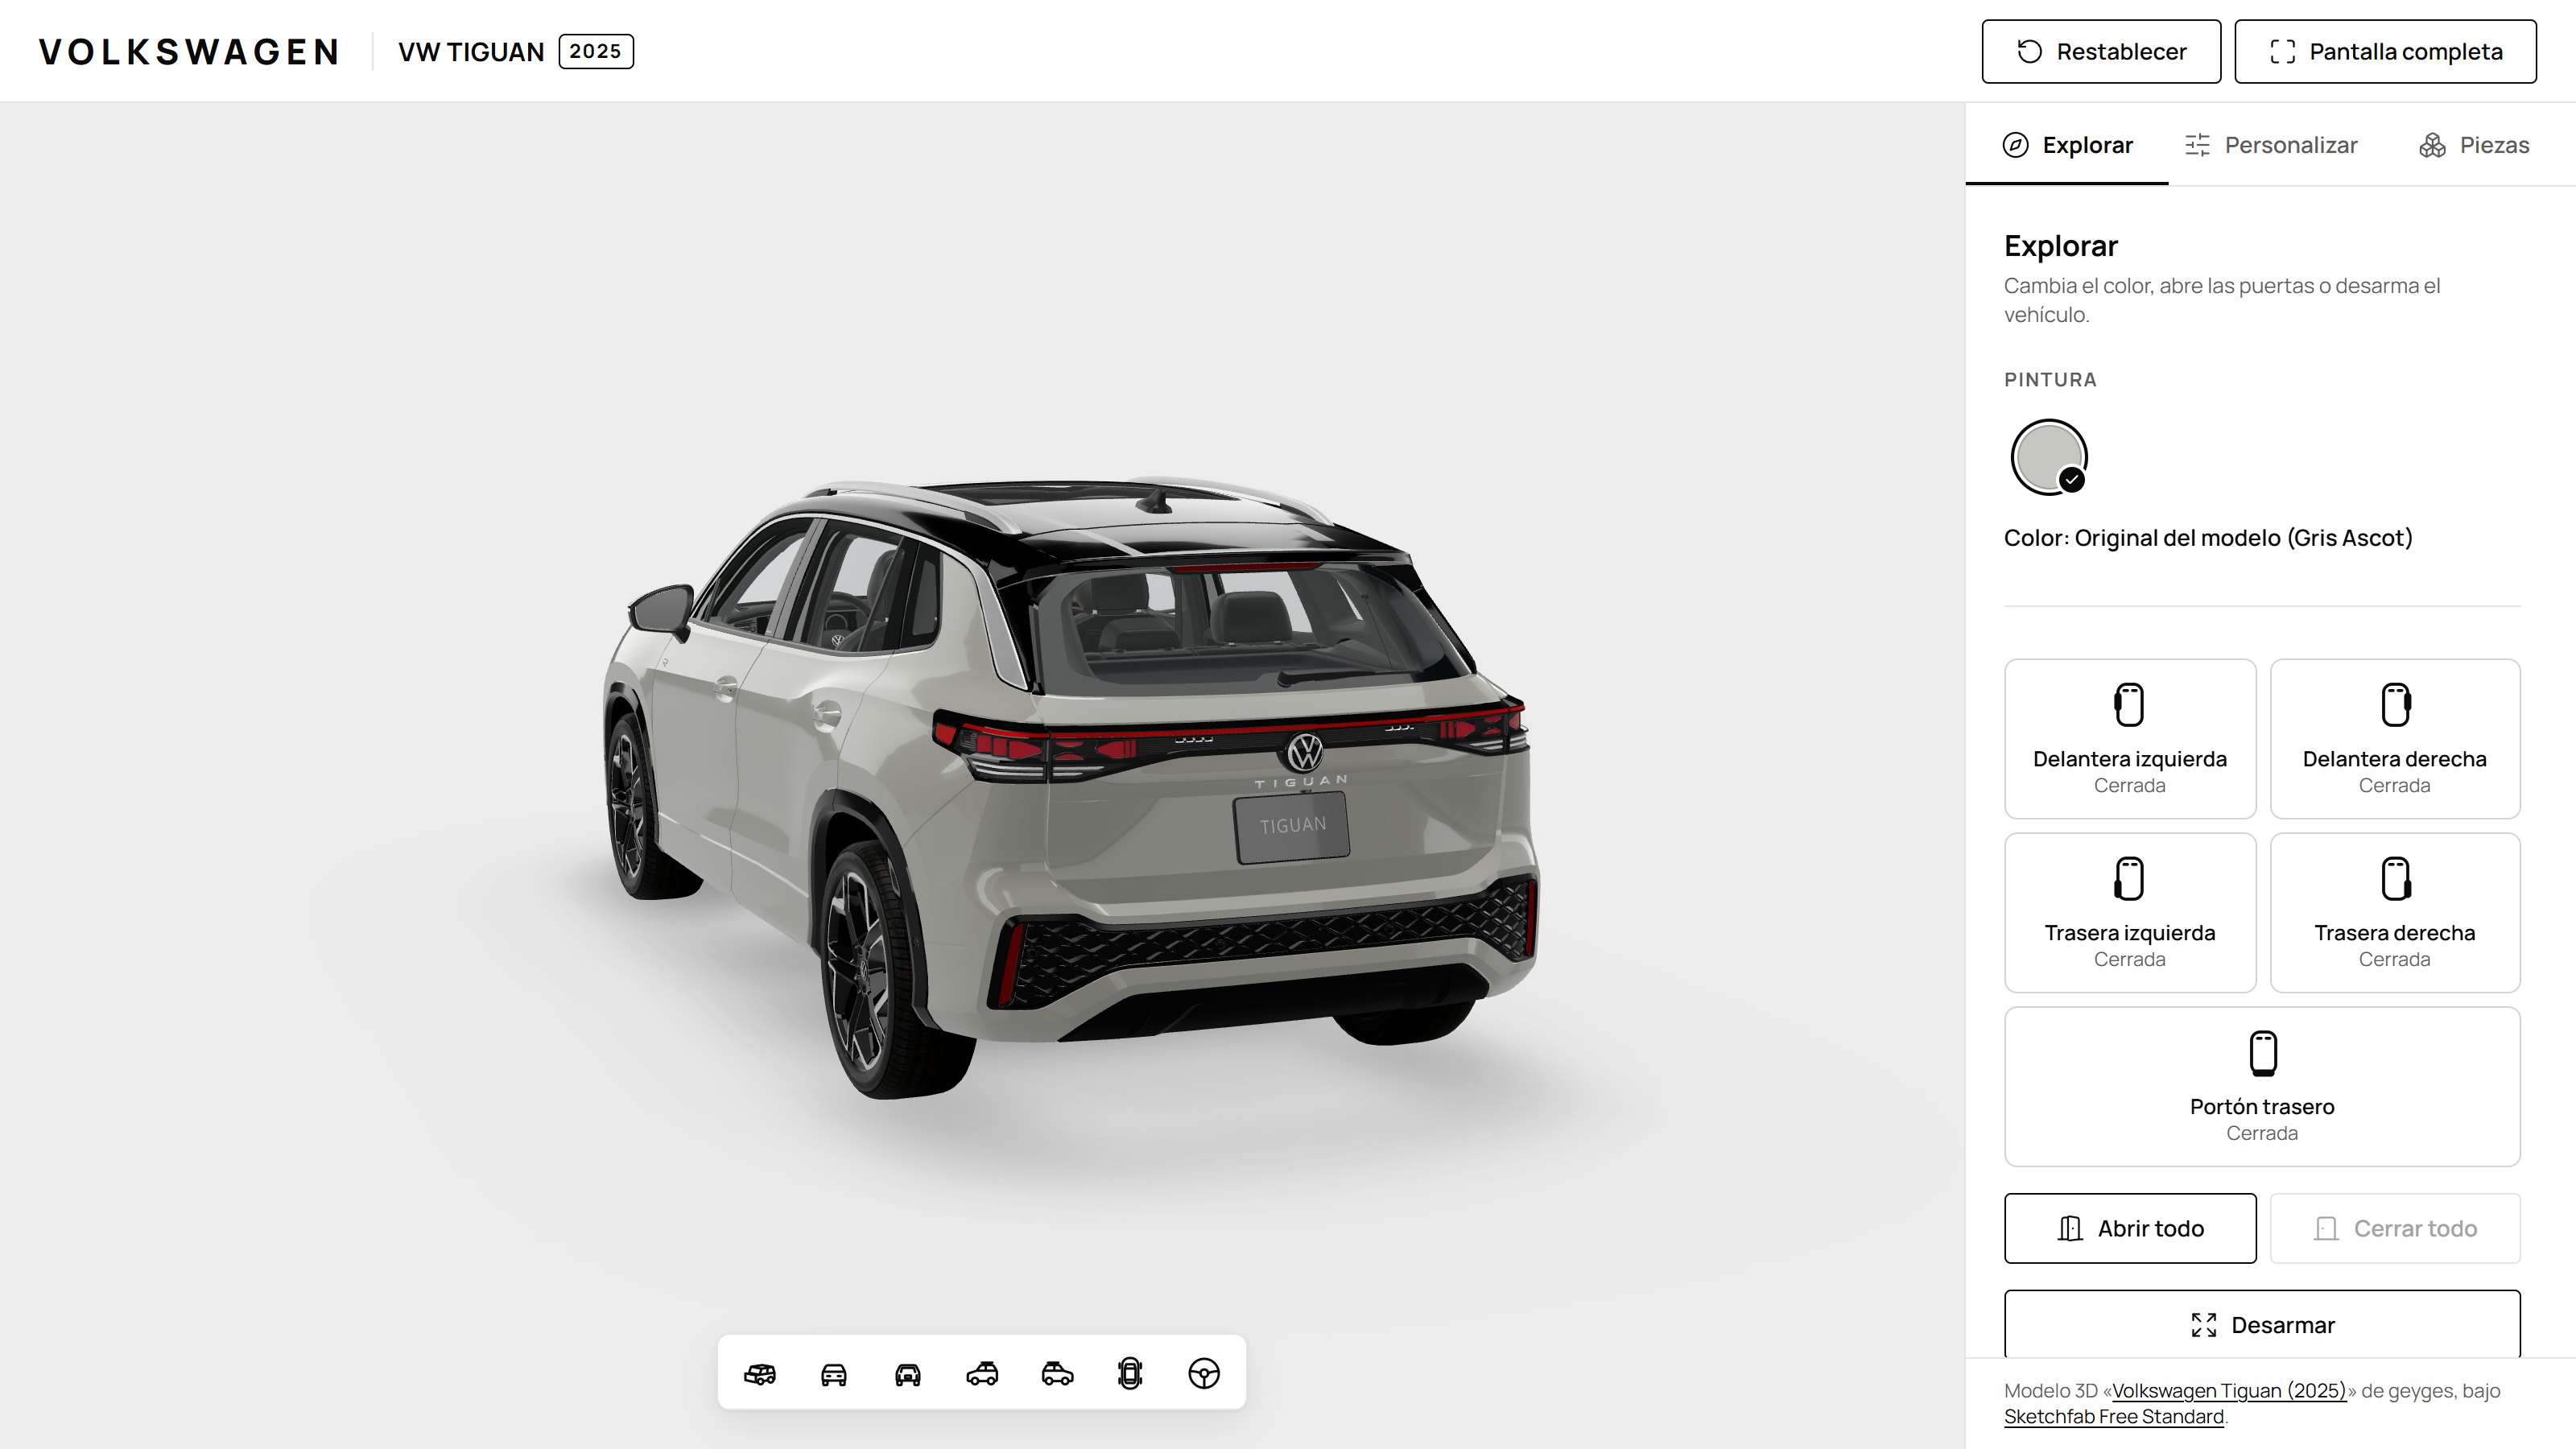 VOLKSWAGEN
VW TIGUAN
2025
Restablecer
Pantalla completa
Explorar
Personalizar
Piezas
Explorar
Cambia el color, abre las puertas o desarma el
vehículo.
PINTURA
Color: Original del modelo (Gris Ascot)
TIGUAN
TIGUAN
Delantera izquierda
Cerrada
Delantera derecha
Cerrada
Trasera izquierda
Cerrada
Trasera derecha
Cerrada
Portón trasero
Cerrada
Abrir todo
Cerrar todo
Desarmar
Modelo 3D «Volkswagen Tiguan (2025)» de geyges, bajo
Sketchfab Free Standard.